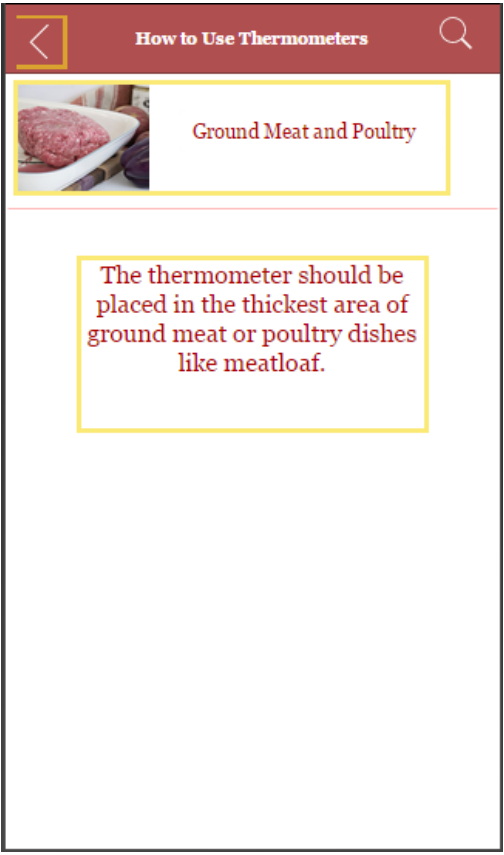 How to Use Thermometers
Ground Meat and Poultry
The thermometer should be
placed in the thickest area of
ground meat or poultry dishes
like meatloaf.